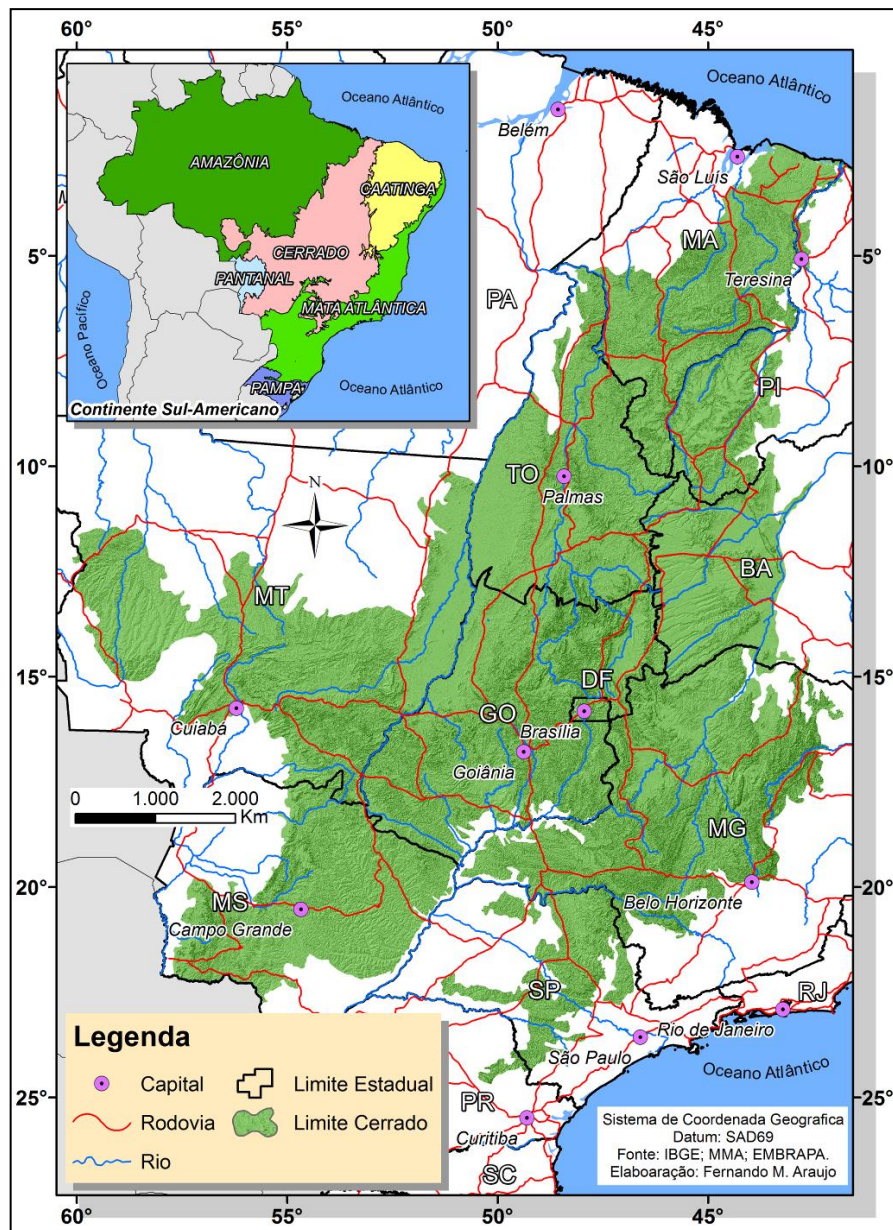 60°
55°
50°
45°
Oceano Atlântico
AMAZÔNIA
CAATINGA
CERRADO
PANTANAL
MATA ATLÂNTICA
Oceano Pacífico
PAMPA
Oceano Atlântico
Continente Sul-Americano
Oceano Atlântico
Belém
São Luís
M
5°
5°
MA
Teresina
PA
PI
10°
10°
TO
Palmas
N
BA
MT
15°
15°
DF
Cuiabá
GO
Brasília
Goiânia
0 1.000 2.000
Km
MG
20°
20°
MS
Belo Horizonte
Campo Grande
SP
RJ
Rio de Janeiro
São Paulo
Oceano Atlântico
25°
25°
PR
Curitiba
SC
Legenda
Capital
Limite Estadual
Rodovia
Limite Cerrado
Rio
Sistema de Coordenada Geografica
Datum: SAD69
Fonte: IBGE; MMA; EMBRAPA.
Elaboaração: Fernando M. Araujo
60°
55°
50°
45°